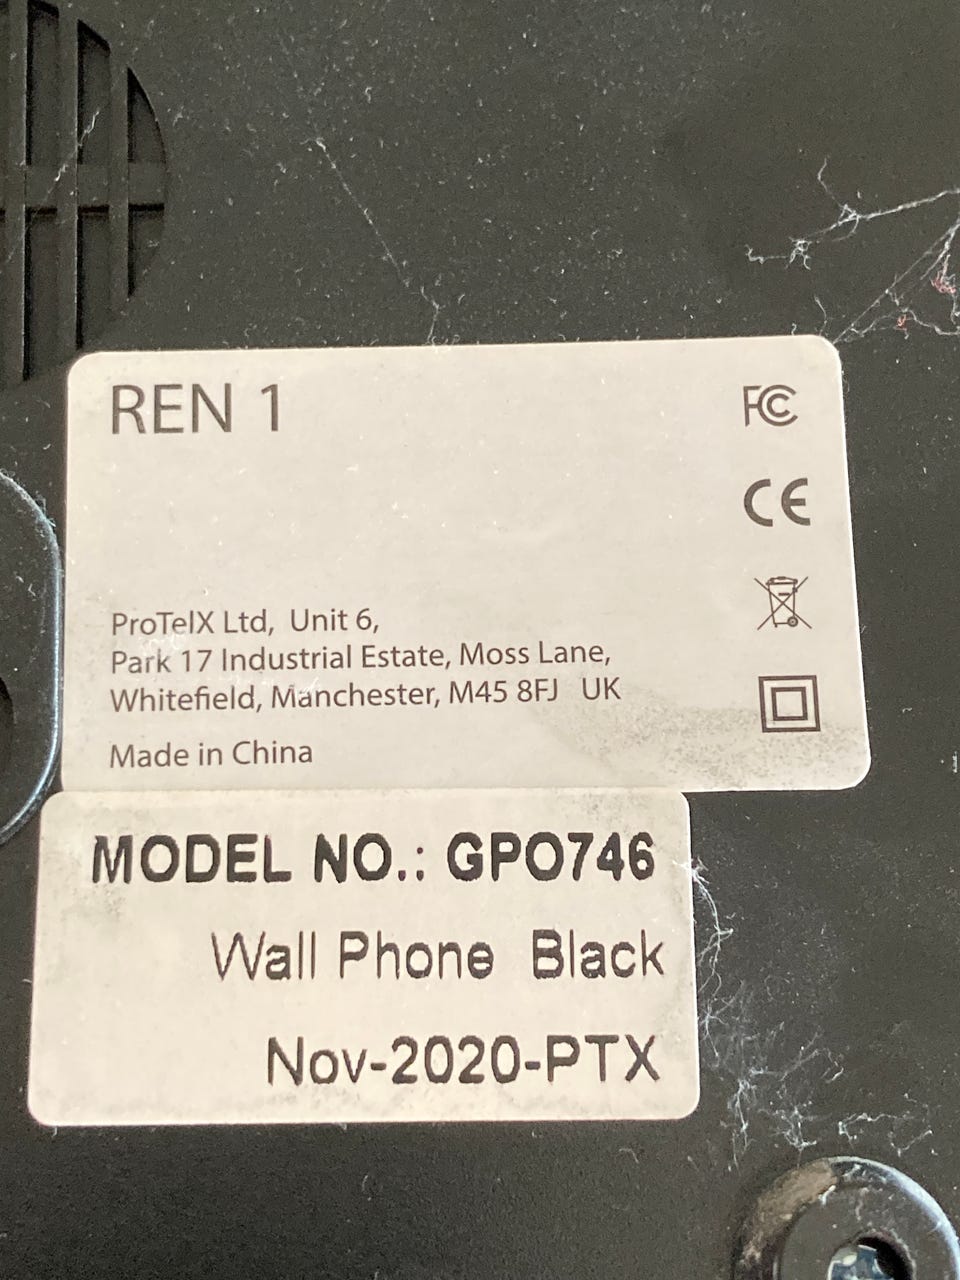 REN 1
FC
CE
ProTelX Ltd, Unit 6,
Park 17 Industrial Estate, Moss Lane,
Whitefield, Manchester, M45 8FJ UK
Made in China
MODEL NO.: GPO746
Wall Phone Black
Nov-2020-PTX